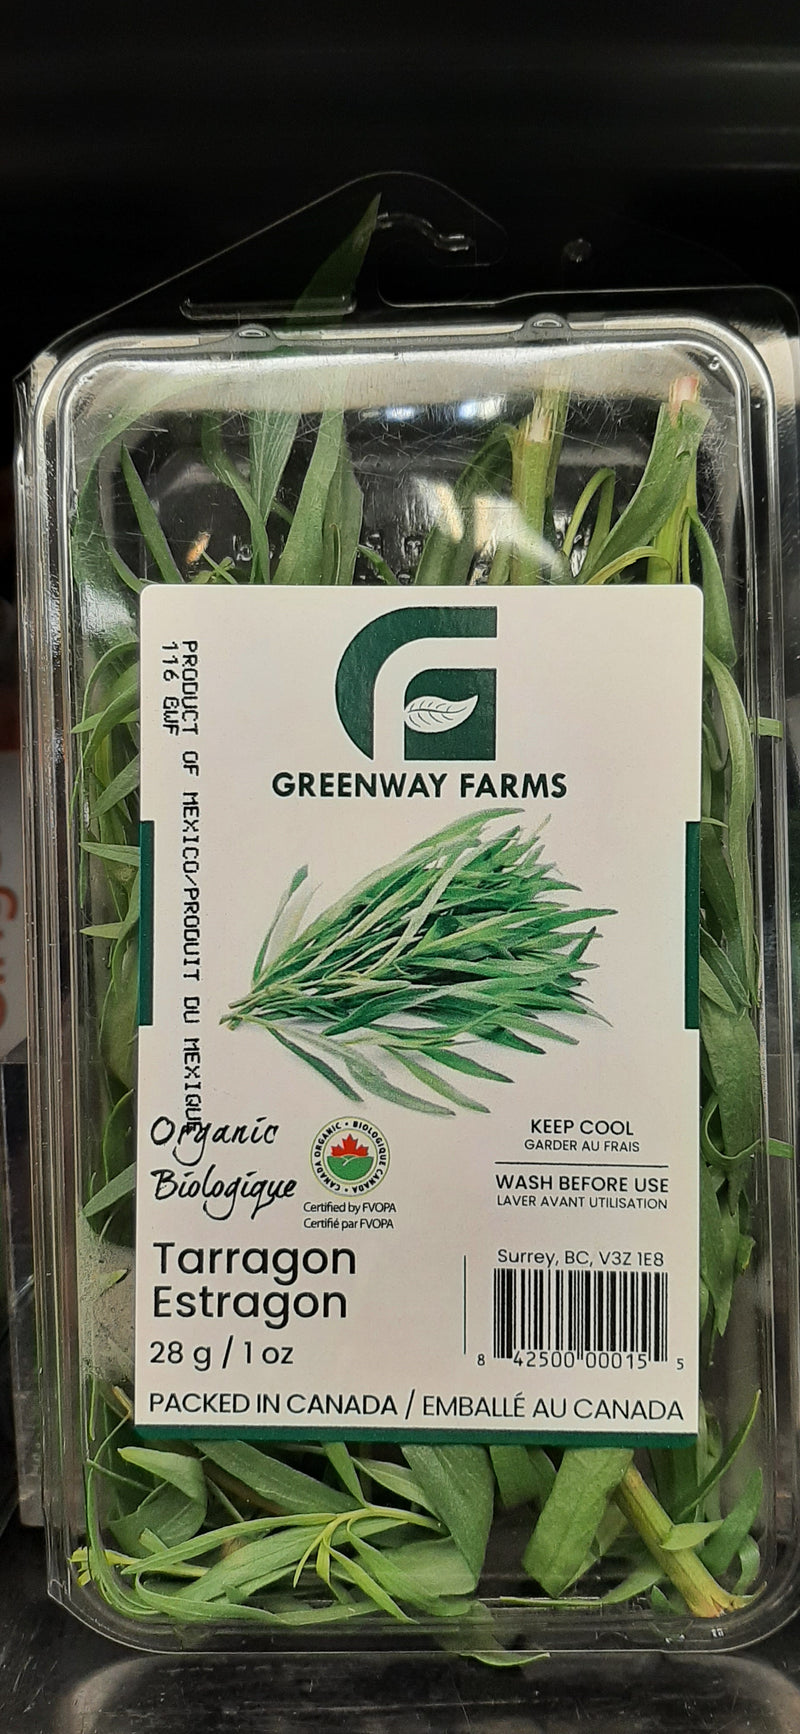 GREENWAY FARMS
PRODUCT OF MEXICO/PRODUIT DU MEXIQUE
116 GWF
Organic
Biologique
CANADA ORGANIC • BIOLOGIQUE CANADA •
Certified by FVOPA
Certifié par FVOPA
KEEP COOL
GARDER AU FRAIS
WASH BEFORE USE
LAVER AVANT UTILISATION
Tarragon
Estragon
28 g / 1 oz
Surrey, BC, V3Z 1E8
8 42500 00015 5
PACKED IN CANADA / EMBALLÉ AU CANADA